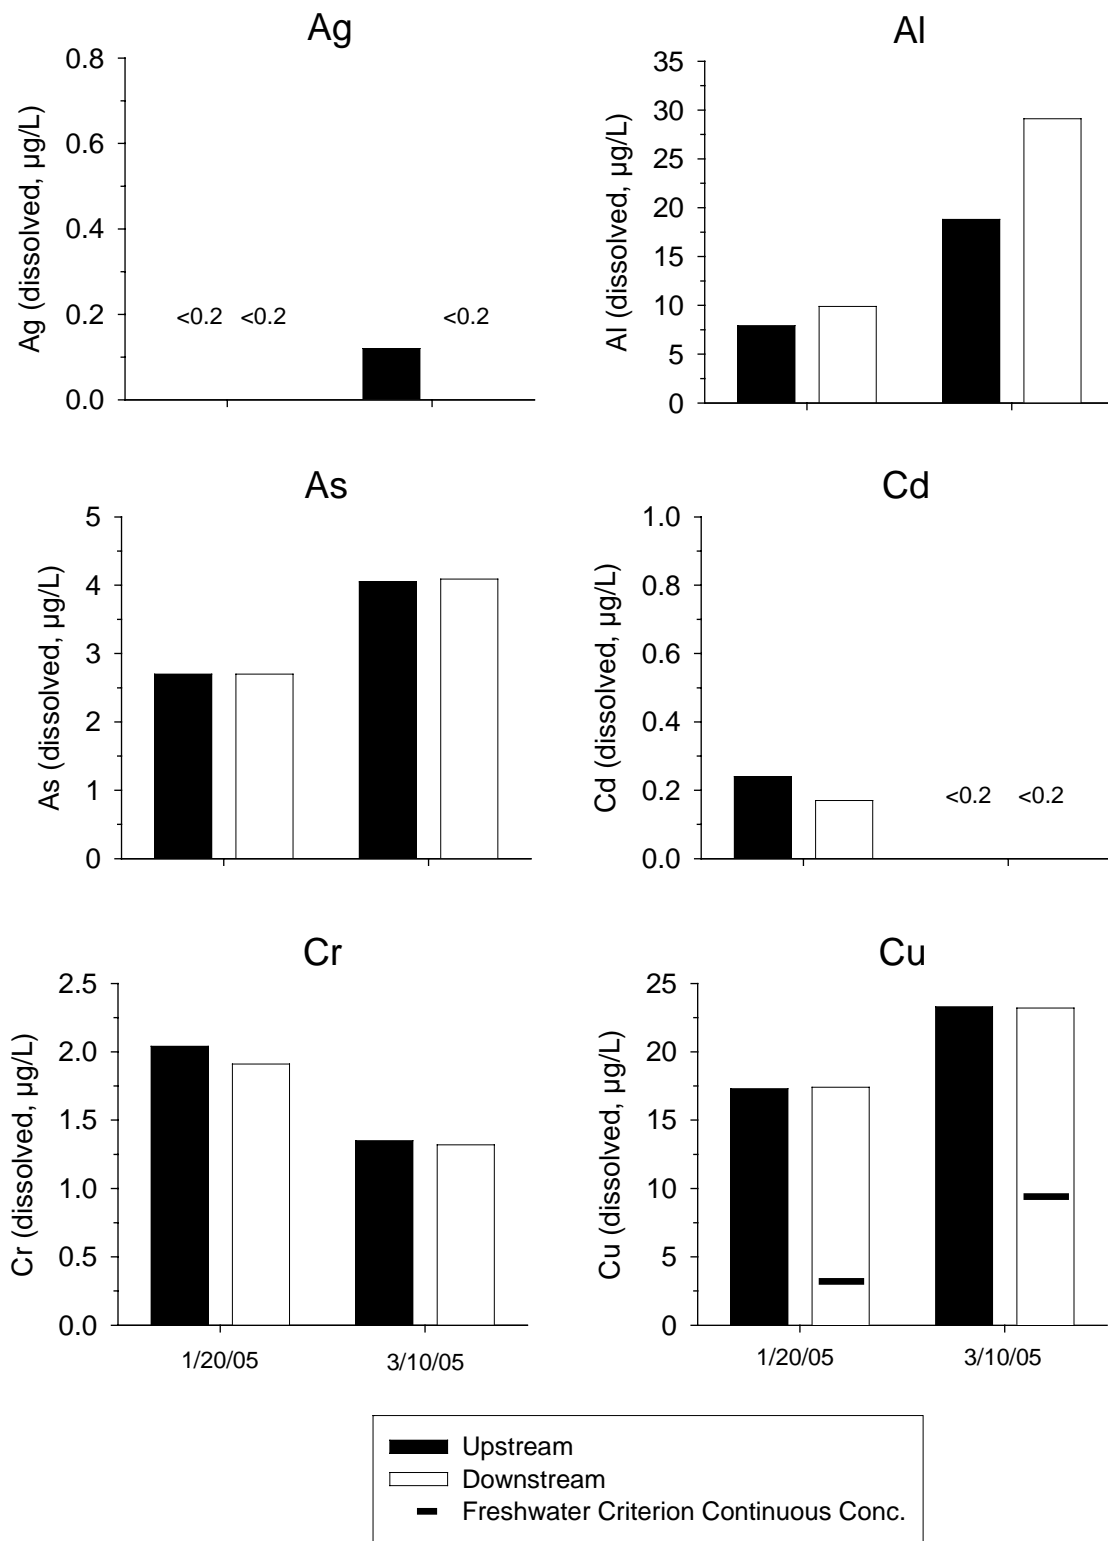 Ag
Ag (dissolved, µg/L)
0.8
0.6
0.4
0.2
0.0
<0.2 <0.2 <0.2
Al
Al (dissolved, µg/L)
35
30
25
20
15
10
5
0
As
As (dissolved, µg/L)
5
4
3
2
1
0
Cd
Cd (dissolved, µg/L)
1.0
0.8
0.6
0.4
0.2
0.0
<0.2 <0.2
Cr
Cr (dissolved, µg/L)
2.5
2.0
1.5
1.0
0.5
0.0
1/20/05 3/10/05
Cu
Cu (dissolved, µg/L)
25
20
15
10
5
0
1/20/05 3/10/05
Upstream
Downstream
Freshwater Criterion Continuous Conc.